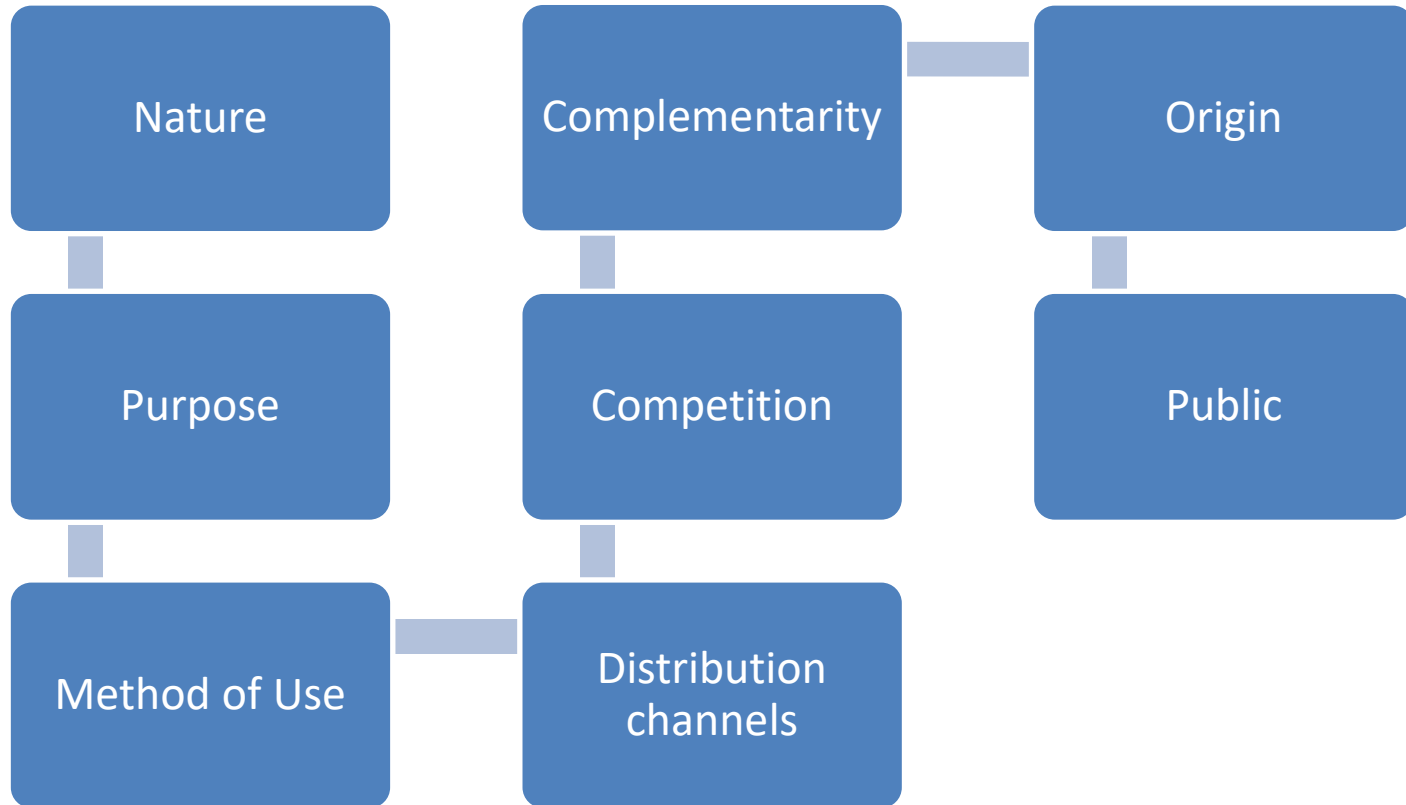 Nature
Purpose
Method of Use
Distribution
channels
Competition
Complementarity
Origin
Public